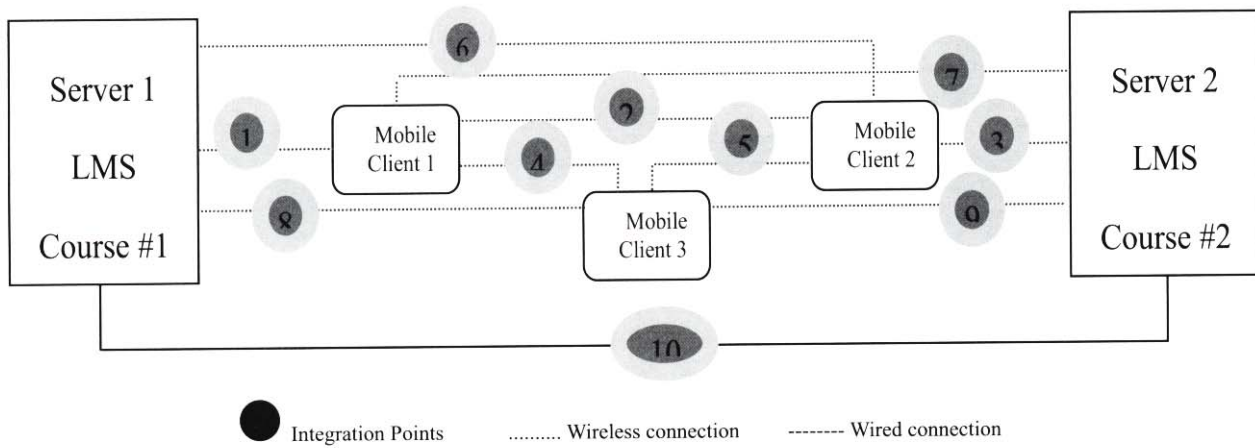 6
7
Server 1
LMS
Course #1
1
Mobile
Client 1
2
4
5
Mobile
Client 2
3
Server 2
LMS
Course #2
8
Mobile
Client 3
9
10
Integration Points
Wireless connection
Wired connection